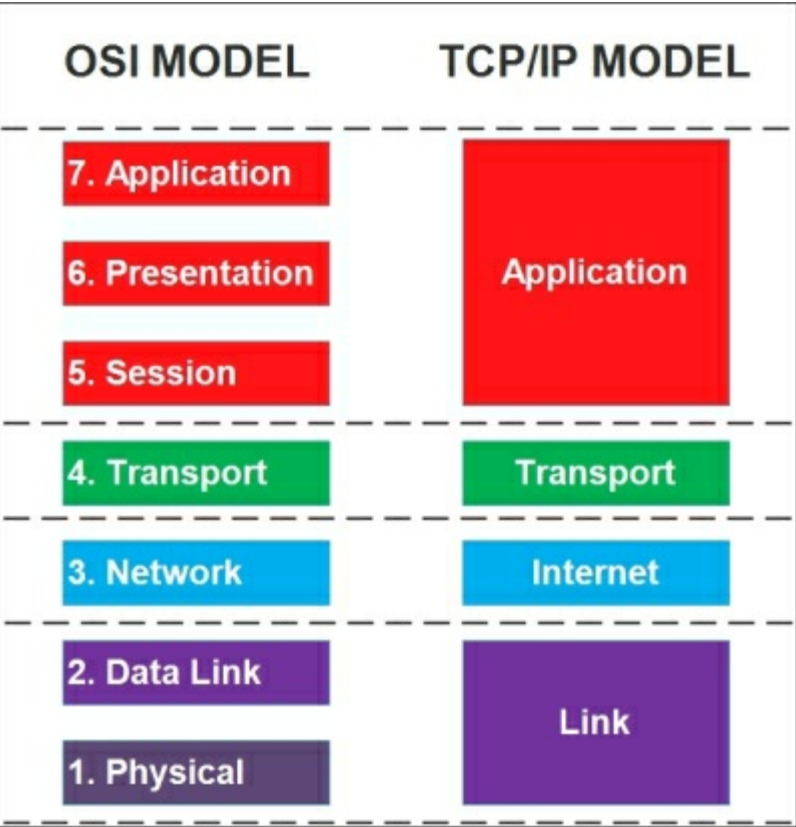 OSI MODEL TCP/IP MODEL
7. Application
6. Presentation
Application
5. Session
4. Transport Transport
3. Network Internet
2. Data Link
Link
1. Physical